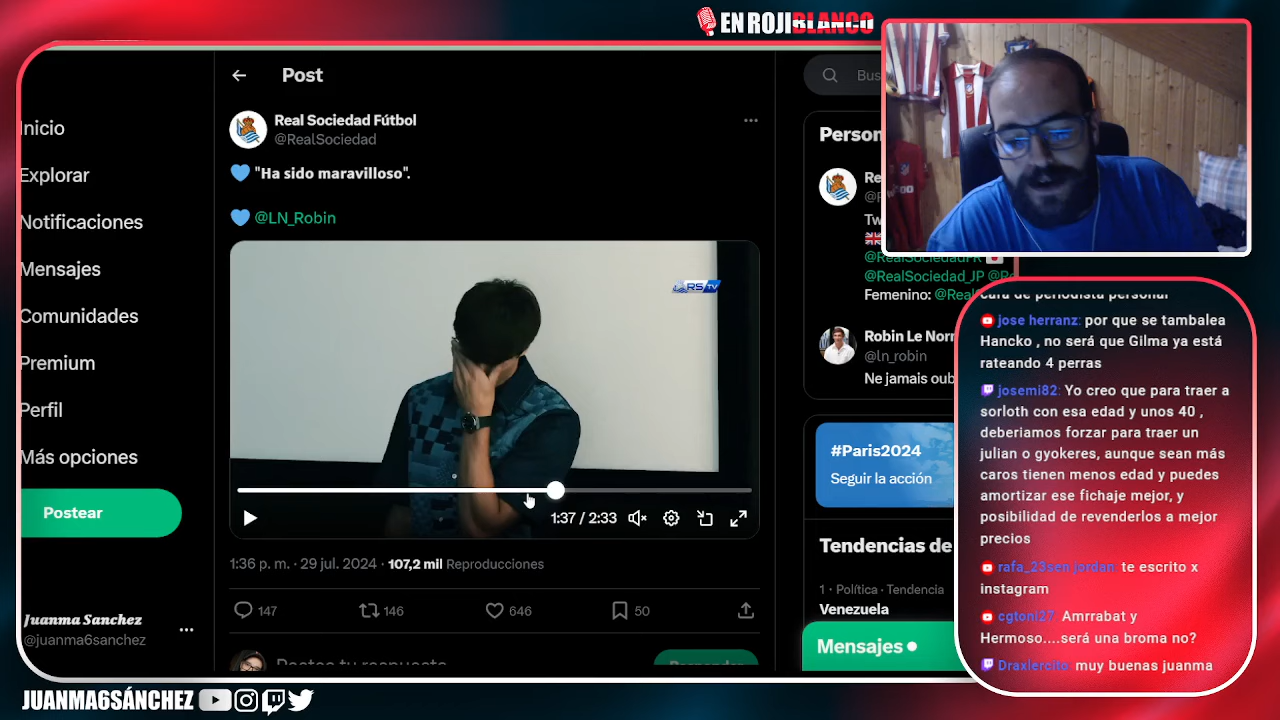 EN ROJIBLANCO
Post
Inicio
Explorar
Notificaciones
Mensajes
Comunidades
Premium
Perfil
Más opciones
Postear
Juanma Sanchez
@juanma6sanchez
Real Sociedad Fútbol
@RealSociedad
"Ha sido maravilloso".
@LN_Robin
RS TV
1:37 / 2:33
1:36 p. m. · 29 jul. 2024 · 107,2 mil Reproducciones
147
146
646
50
Bus
Person
Re
@R
Tw
@RealSociedadFR
@RealSociedad_JP @Re
Femenino: @Real
Robin Le Norm
@ln_robin
Ne jamais oub
#Paris2024
Seguir la acción
Tendencias de
1 · Política · Tendencia
Venezuela
Mensajes
cara de periodista personal
jose herranz: por que se tambalea
Hancko , no será que Gilma ya está
rateando 4 perras
josemi82: Yo creo que para traer a
sorloth con esa edad y unos 40 ,
deberiamos forzar para traer un
julian o gyokeres, aunque sean más
caros tienen menos edad y puedes
amortizar ese fichaje mejor, y
posibilidad de revenderlos a mejor
precios
rafa_23sen jordan: te escrito x
instagram
cgtoni27: Amrrabat y
Hermoso....será una broma no?
Draxlercito: muy buenas juanma
JUANMA6SÁNCHEZ